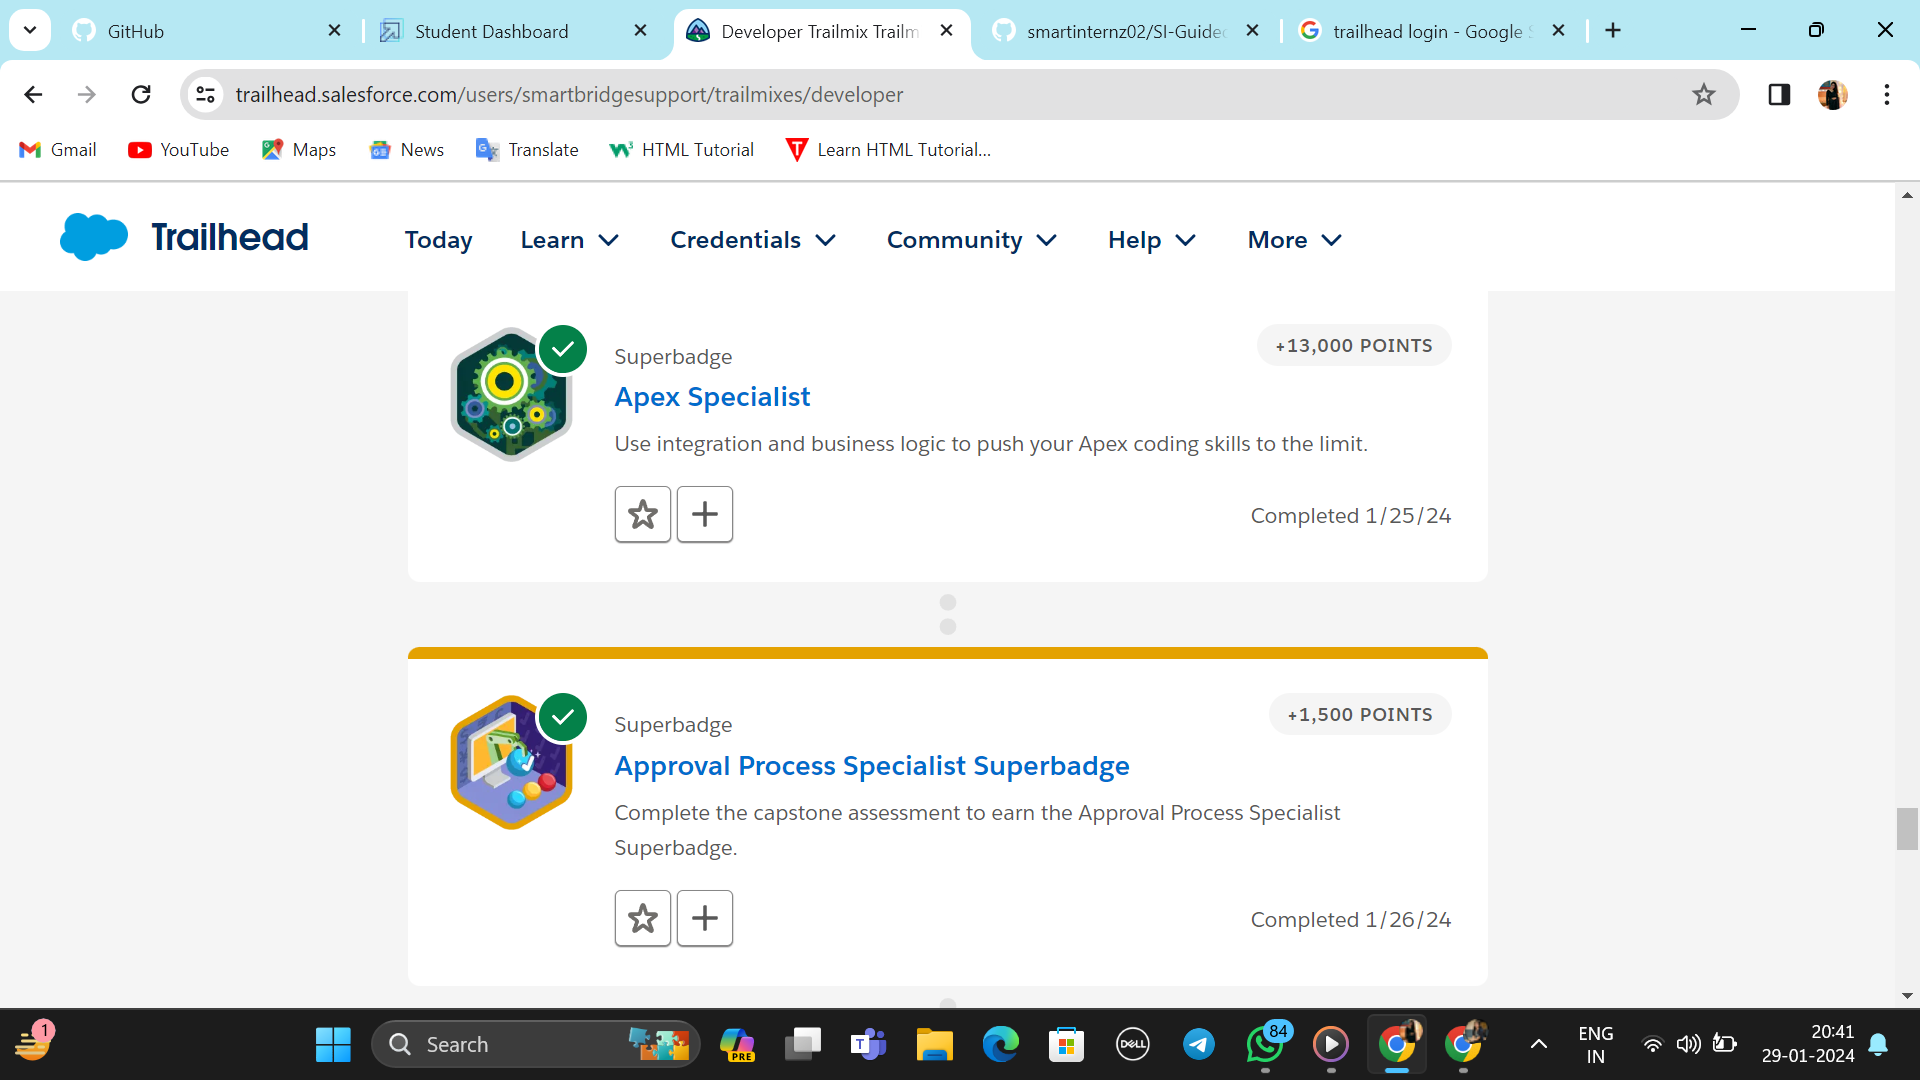 GitHub
Student Dashboard
Developer Trailmix Trailm
smartinternz02/SI-Guided
trailhead login - Google S
trailhead.salesforce.com/users/smartbridgesupport/trailmixes/developer
Gmail
YouTube
Maps
News
Translate
HTML Tutorial
Learn HTML Tutorial...
Trailhead
Today
Learn
Credentials
Community
Help
More
Superbadge
+13,000 POINTS
Apex Specialist
Use integration and business logic to push your Apex coding skills to the limit.
Completed 1/25/24
Superbadge
+1,500 POINTS
Approval Process Specialist Superbadge
Complete the capstone assessment to earn the Approval Process Specialist
Superbadge.
Completed 1/26/24
1
Search
PRE
T
DELL
84
ENG
IN
20:41
29-01-2024